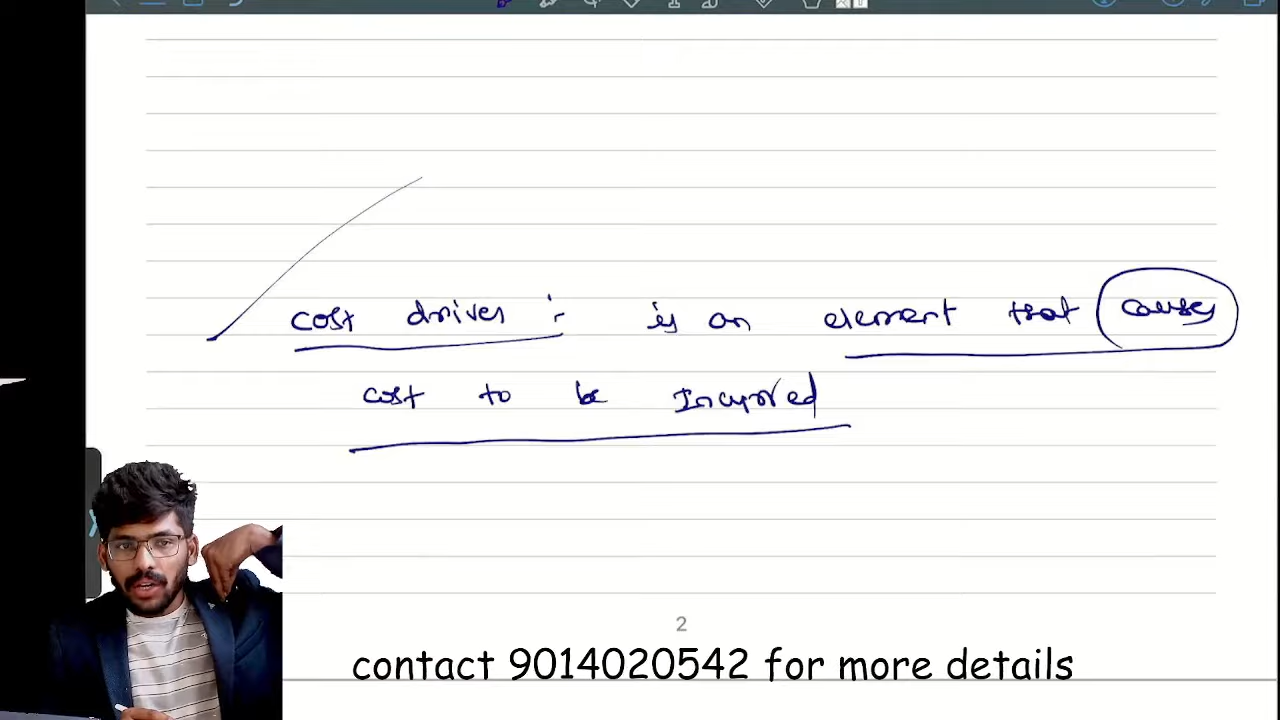 cost driver :- is an element that causes
cost to be Incurred
2
contact 9014020542 for more details